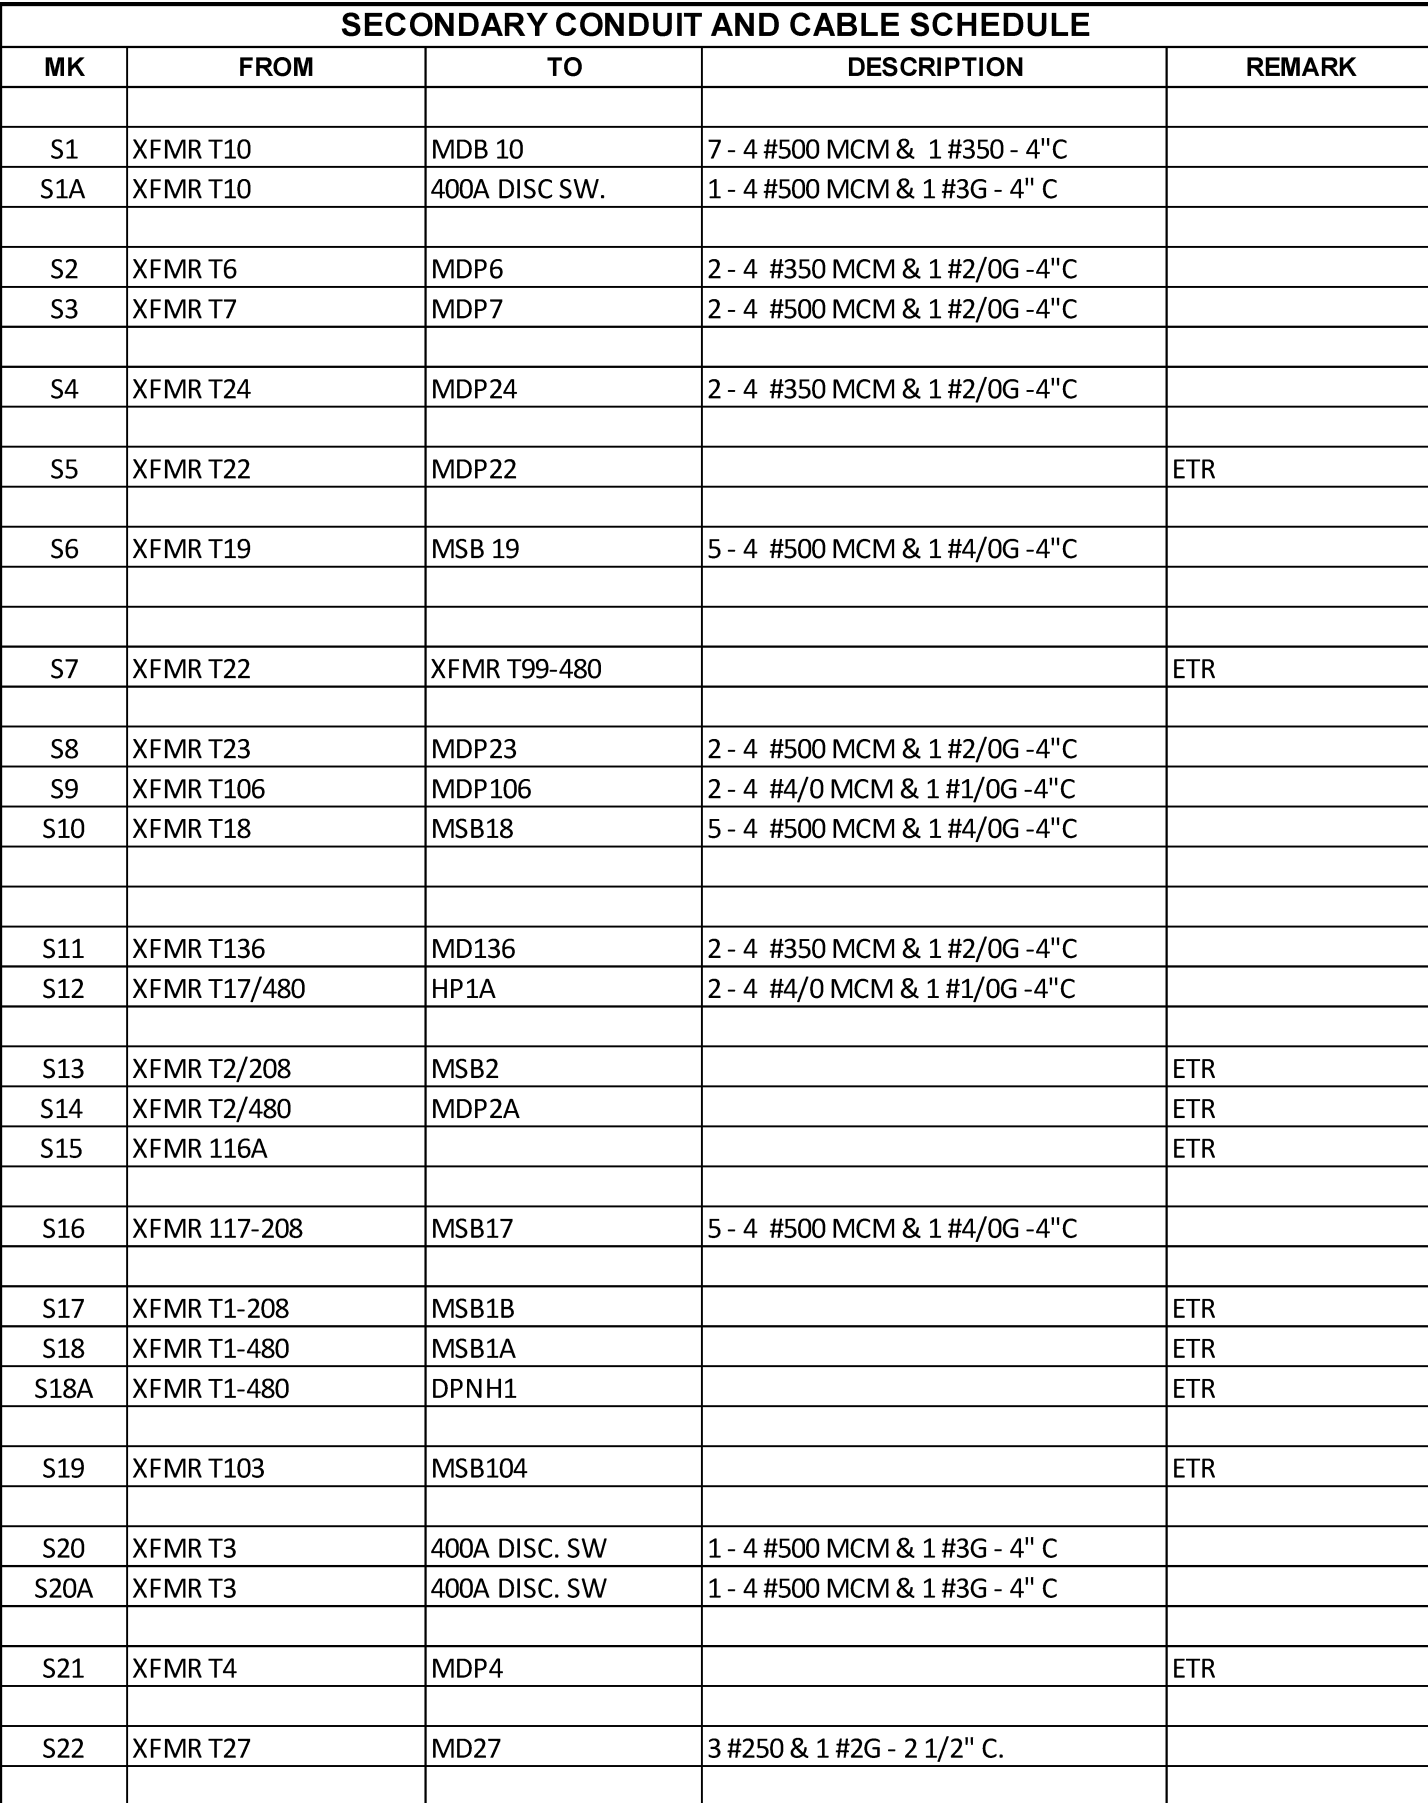 SECONDARY CONDUIT AND CABLE SCHEDULE
MK FROM TO DESCRIPTION REMARK
S1 XFMR T10 MDB 10 7 - 4 #500 MCM &  1 #350 - 4"C
S1A XFMR T10 400A DISC SW. 1 - 4 #500 MCM & 1 #3G - 4" C
S2 XFMR T6 MDP6 2 - 4  #350 MCM & 1 #2/0G -4"C
S3 XFMR T7 MDP7 2 - 4  #500 MCM & 1 #2/0G -4"C
S4 XFMR T24 MDP24 2 - 4  #350 MCM & 1 #2/0G -4"C
S5 XFMR T22 MDP22 ETR
S6 XFMR T19 MSB 19 5 - 4  #500 MCM & 1 #4/0G -4"C
S7 XFMR T22 XFMR T99-480 ETR
S8 XFMR T23 MDP23 2 - 4  #500 MCM & 1 #2/0G -4"C
S9 XFMR T106 MDP106 2 - 4  #4/0 MCM & 1 #1/0G -4"C
S10 XFMR T18 MSB18 5 - 4  #500 MCM & 1 #4/0G -4"C
S11 XFMR T136 MD136 2 - 4  #350 MCM & 1 #2/0G -4"C
S12 XFMR T17/480 HP1A 2 - 4  #4/0 MCM & 1 #1/0G -4"C
S13 XFMR T2/208 MSB2 ETR
S14 XFMR T2/480 MDP2A ETR
S15 XFMR 116A ETR
S16 XFMR 117-208 MSB17 5 - 4  #500 MCM & 1 #4/0G -4"C
S17 XFMR T1-208 MSB1B ETR
S18 XFMR T1-480 MSB1A ETR
S18A XFMR T1-480 DPNH1 ETR
S19 XFMR T103 MSB104 ETR
S20 XFMR T3 400A DISC. SW 1 - 4 #500 MCM & 1 #3G - 4" C
S20A XFMR T3 400A DISC. SW 1 - 4 #500 MCM & 1 #3G - 4" C
S21 XFMR T4 MDP4 ETR
S22 XFMR T27 MD27 3 #250 & 1 #2G - 2 1/2" C.